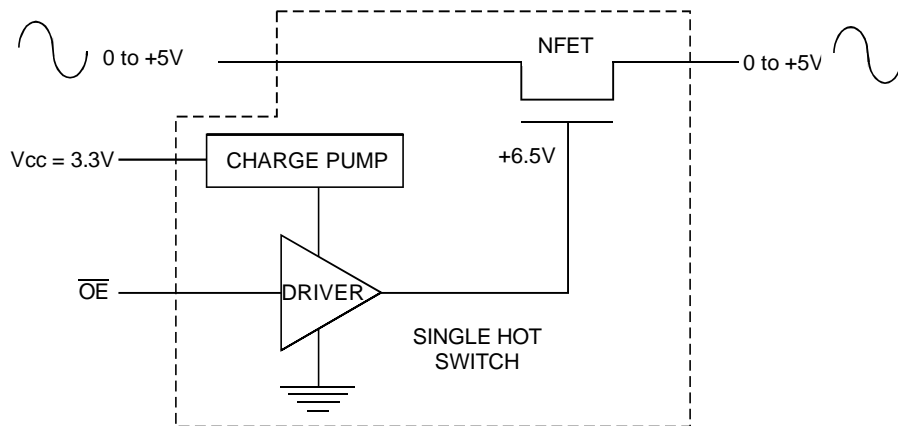 NFET
0 to +5V
0 to +5V
Vcc = 3.3V
CHARGE PUMP
+6.5V
OE
DRIVER
SINGLE HOT
SWITCH